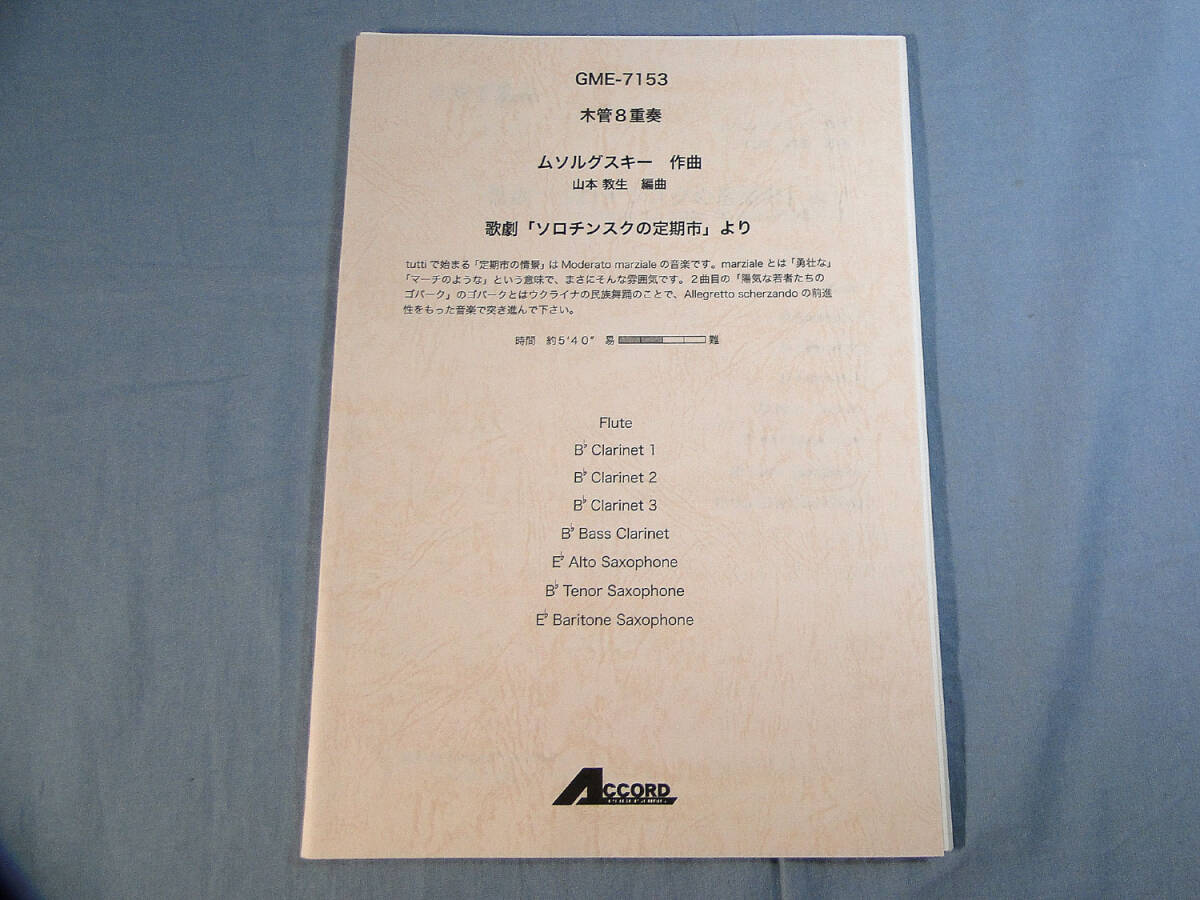 GME-7153
木管8重奏
ムソルグスキー 作曲
山本 教生 編曲
歌劇「ソロチンスクの定期市」より
tutti で始まる「定期市の情景」は Moderato marziale の音楽です。marziale とは「勇壮な」
「マーチのような」という意味で、まさにそんな雰囲気です。2曲目の「陽気な若者たちの
ゴパーク」のゴパークとはウクライナの民族舞踊のことで、Allegretto scherzando の前進
性をもった音楽で突き進んで下さい。
時間 約5'40" 易 難
Flute
B♭ Clarinet 1
B♭ Clarinet 2
B♭ Clarinet 3
B♭ Bass Clarinet
E♭ Alto Saxophone
B♭ Tenor Saxophone
E♭ Baritone Saxophone
ACCORD